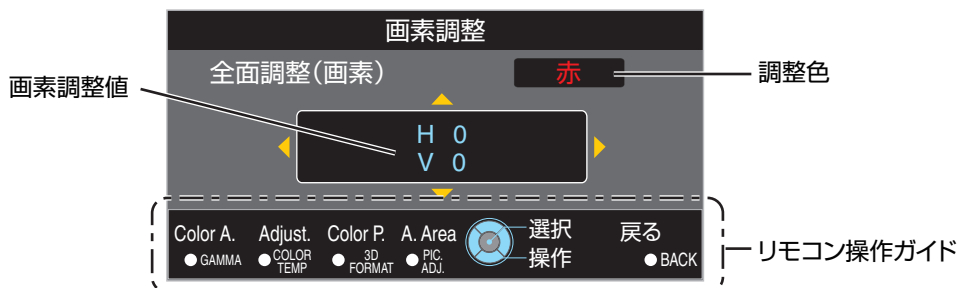 画素調整
全面調整(画素) 赤
調整色
画素調整値
H 0
V 0
Color A. Adjust. Color P. A. Area 選択 戻る
GAMMA COLOR TEMP 3D FORMAT PIC. ADJ. 操作 BACK
リモコン操作ガイド